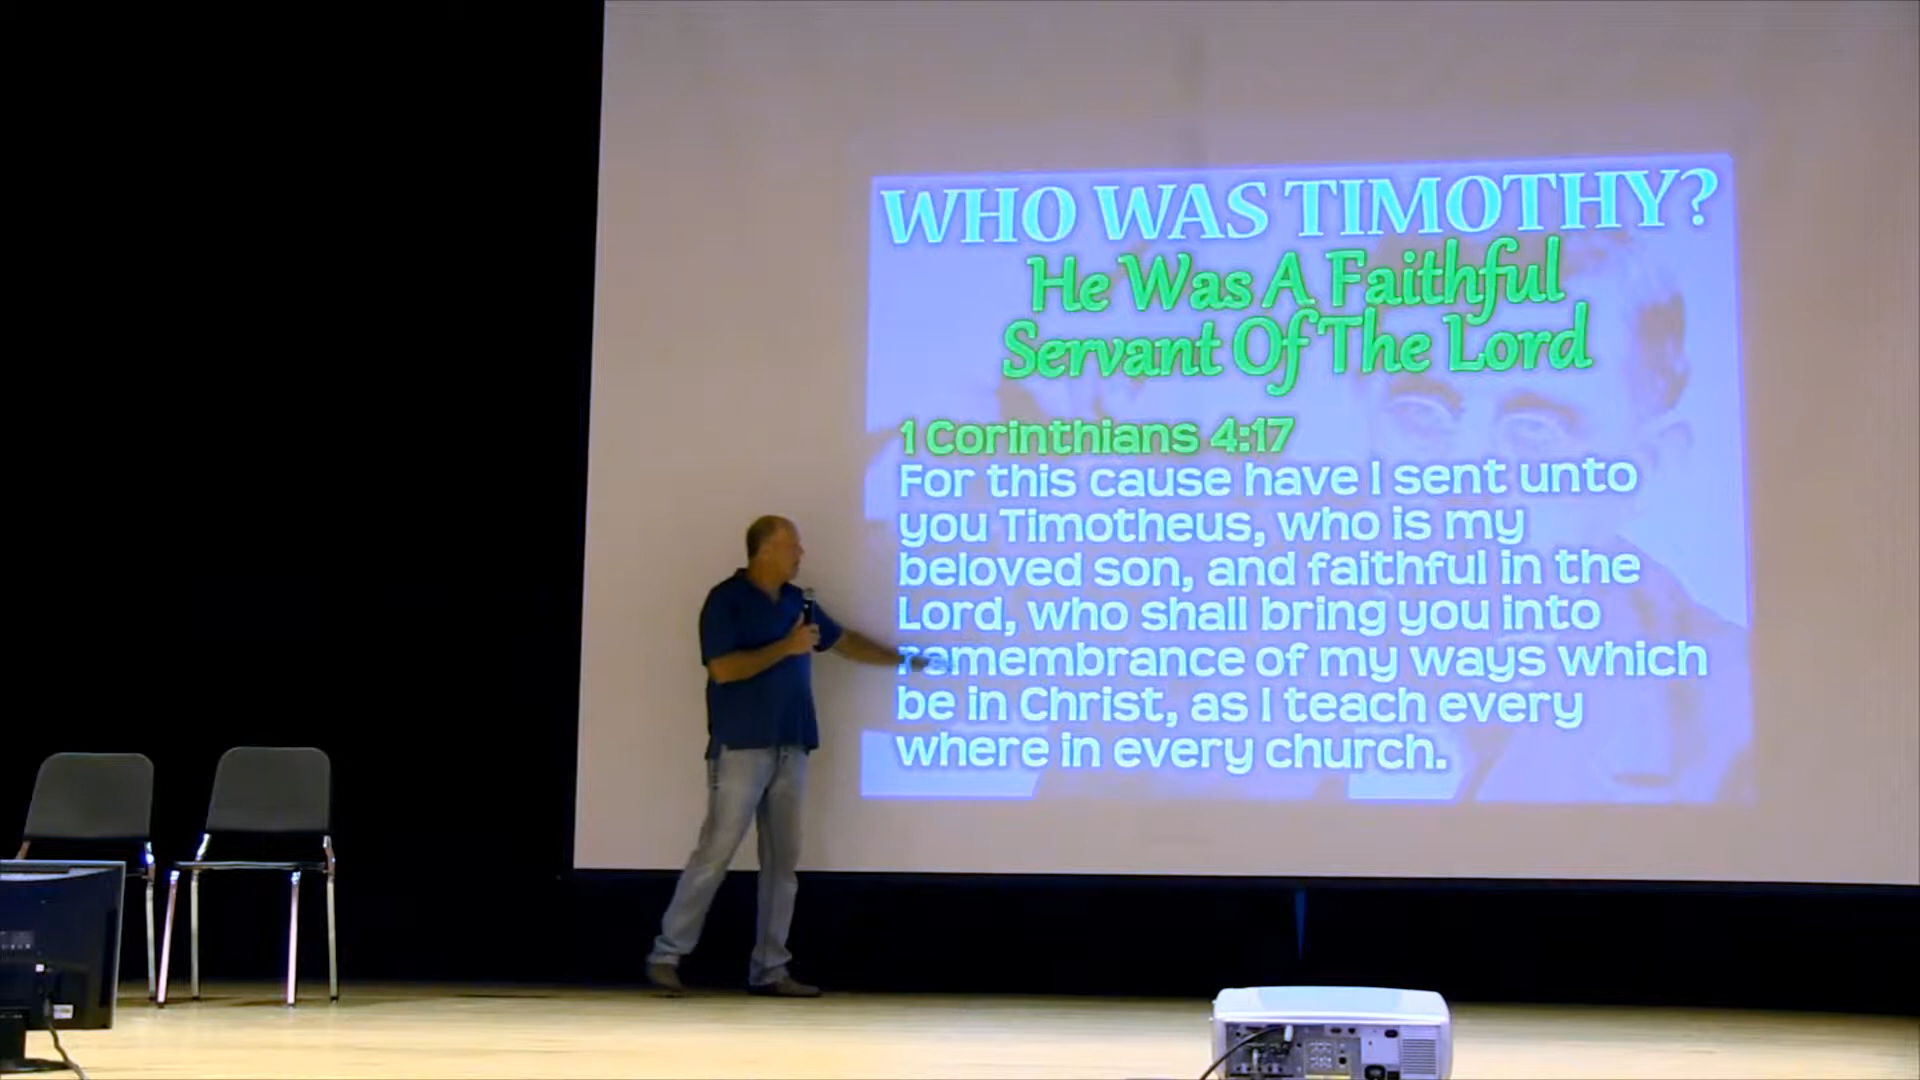 WHO WAS TIMOTHY?
He Was A Faithful
Servant Of The Lord
1 Corinthians 4:17
For this cause have I sent unto
you Timotheus, who is my
beloved son, and faithful in the
Lord, who shall bring you into
remembrance of my ways which
be in Christ, as I teach every
where in every church.